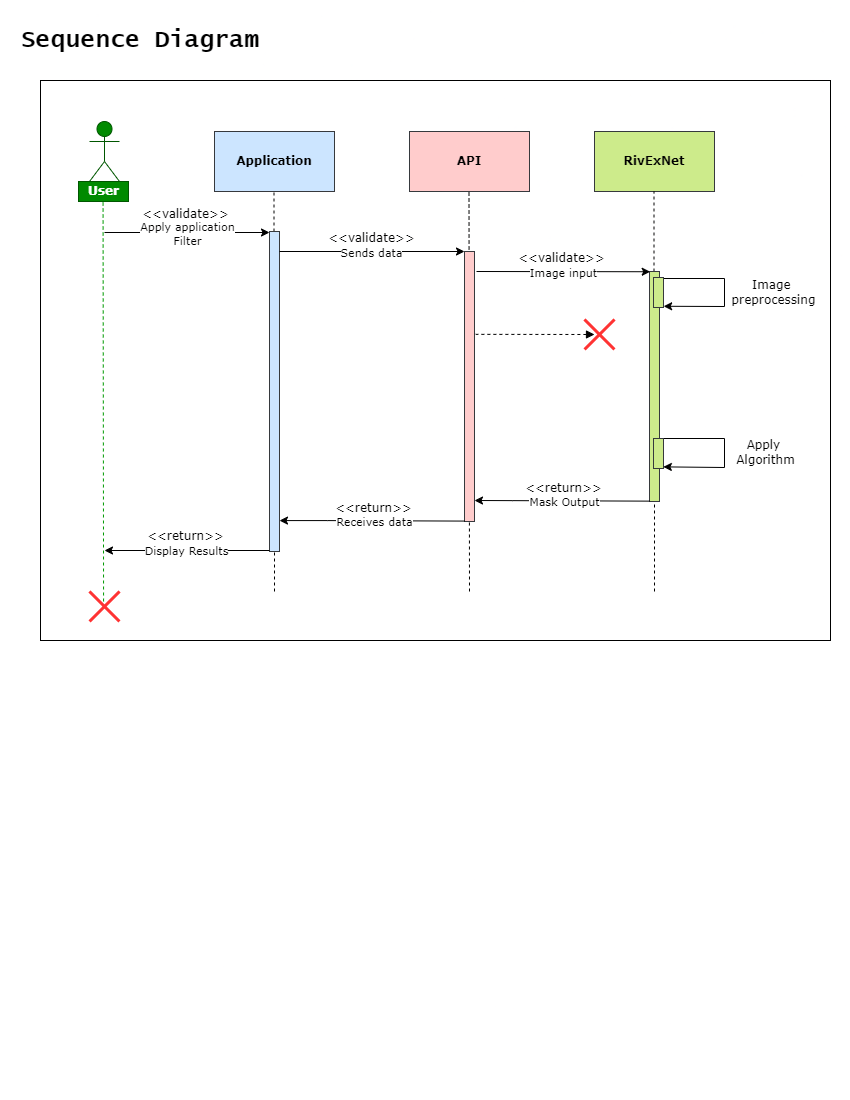 Sequence Diagram
Application
API
RivExNet
User
<<validate>>
Apply application
Filter
<<validate>>
Sends data
<<validate>>
Image input
Image
preprocessing
Apply
Algorithm
<<return>>
Mask Output
<<return>>
Receives data
<<return>>
Display Results